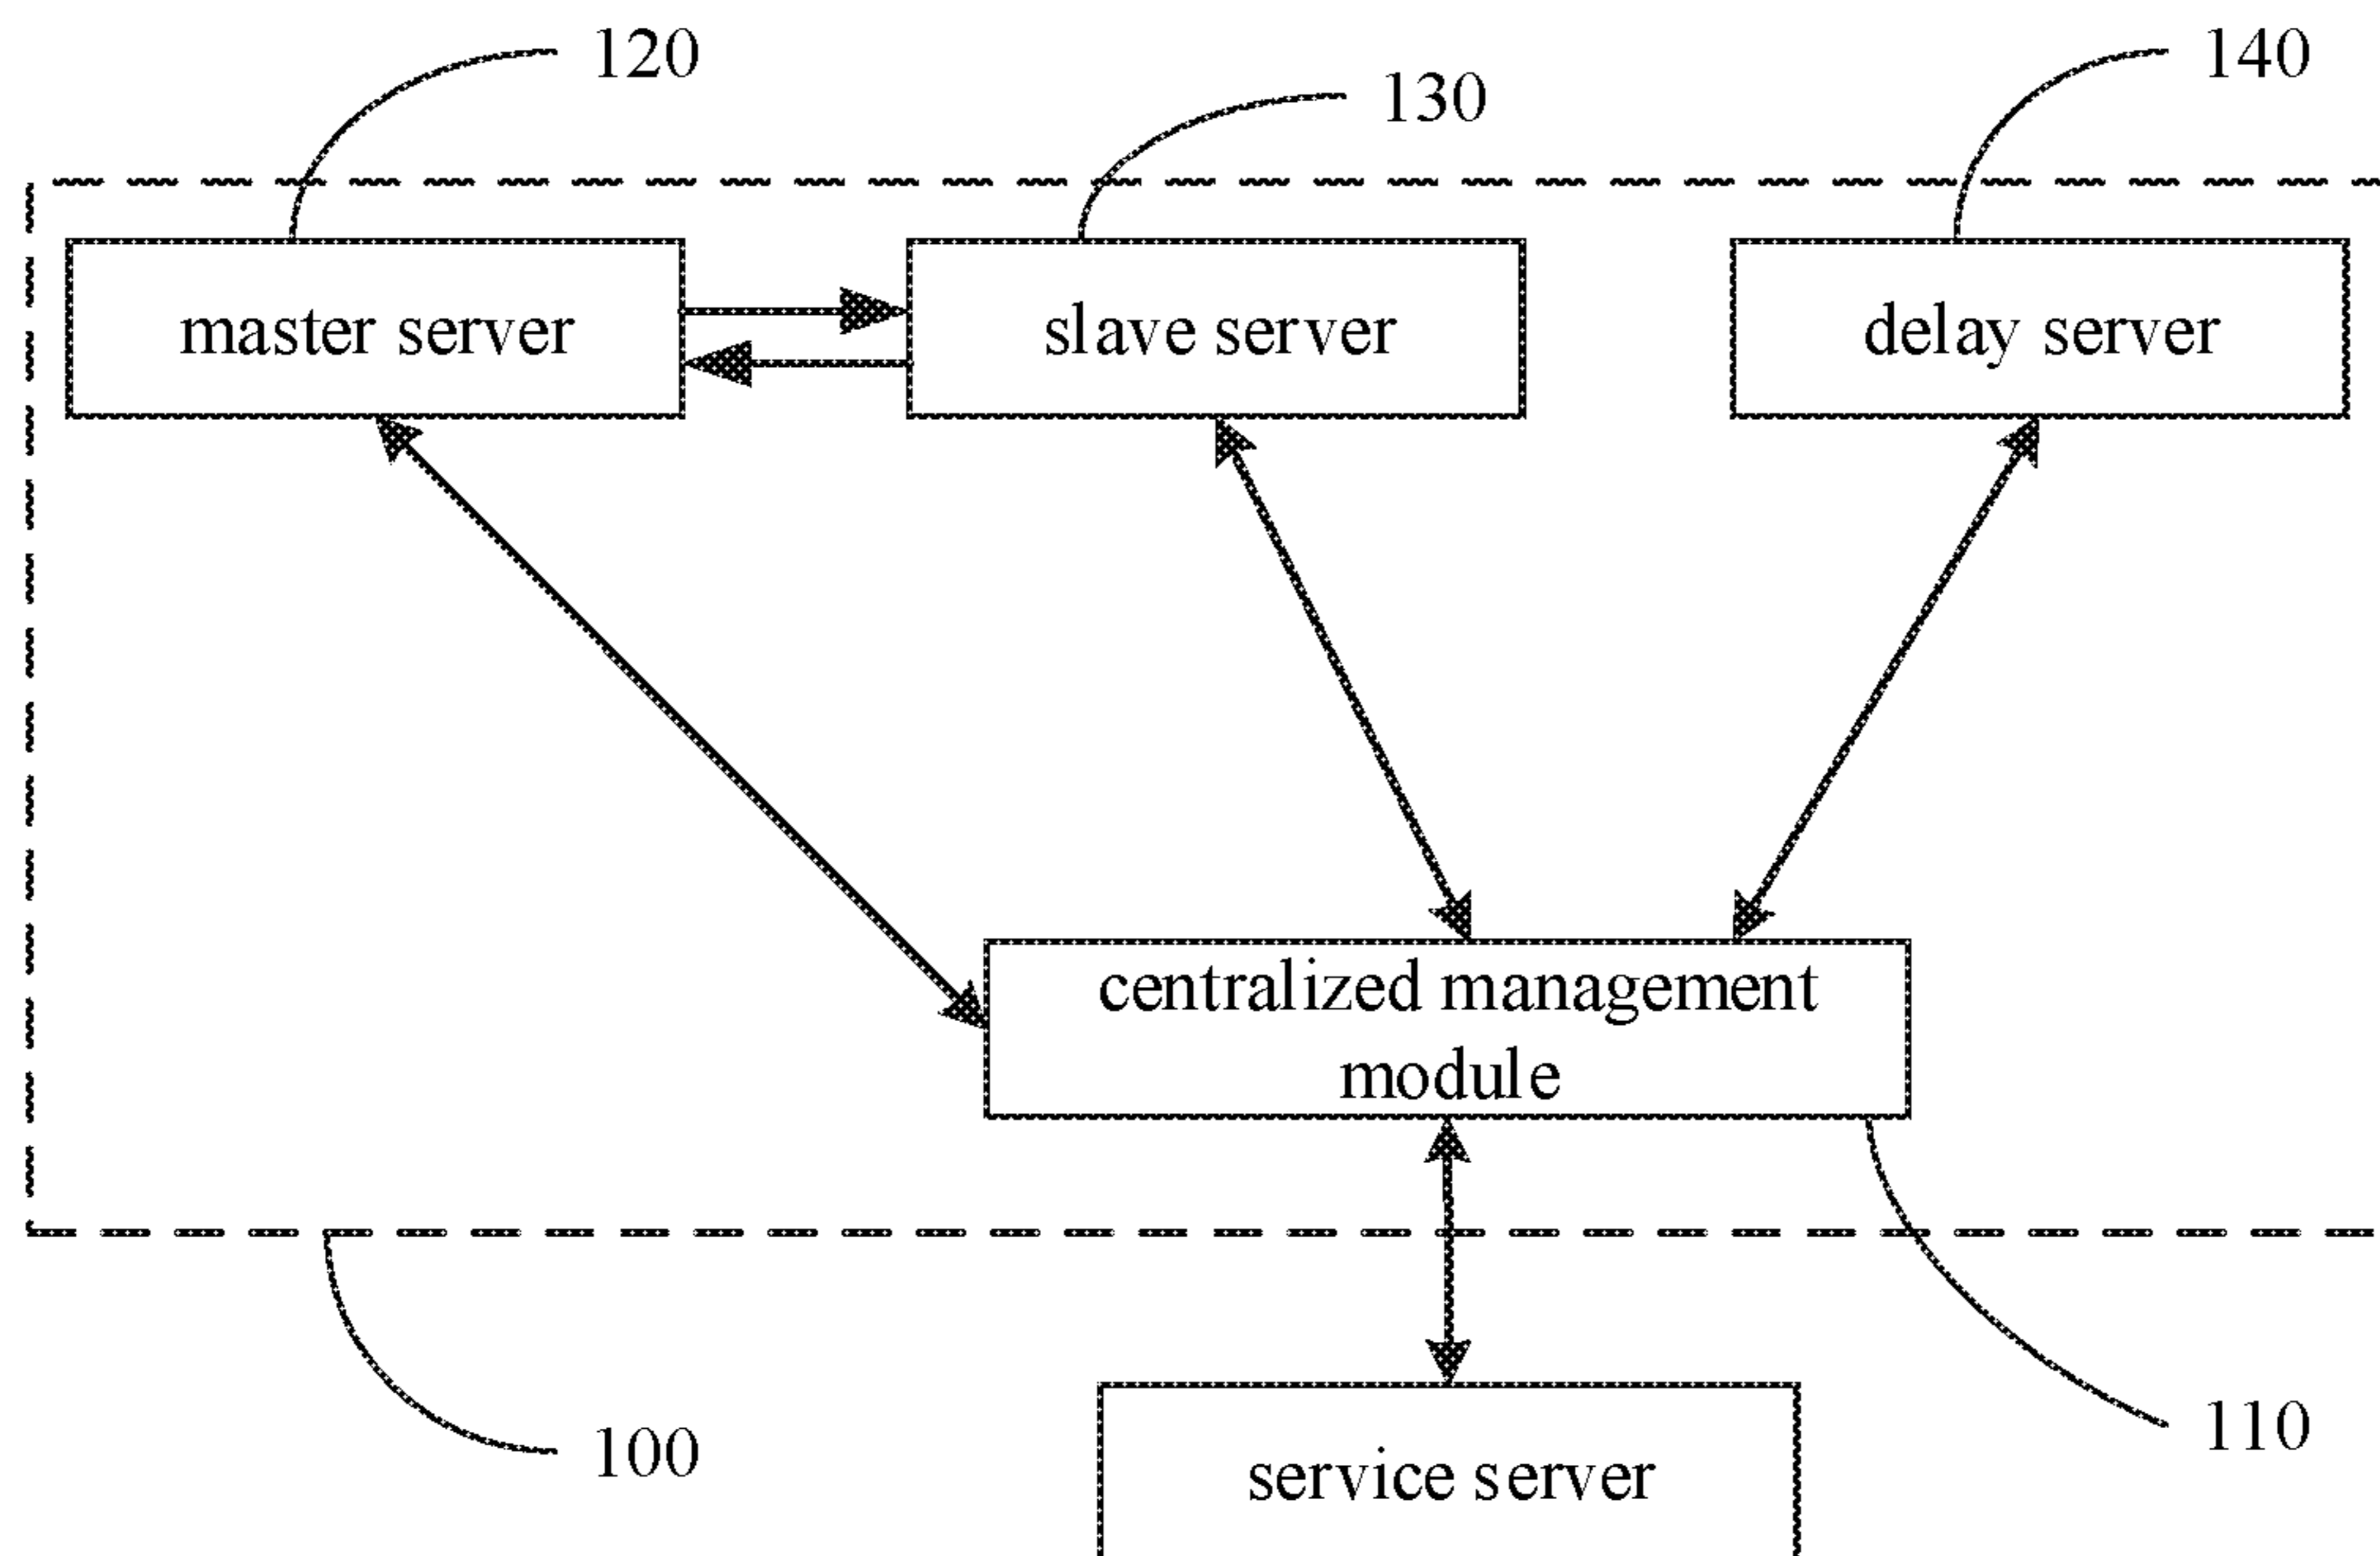 120
130
140
master server
slave server
delay server
centralized management
module
100
110
service server